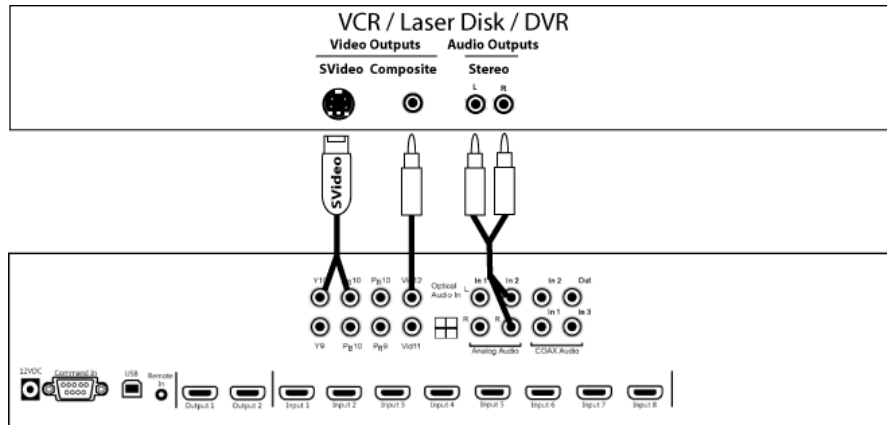 VCR / Laser Disk / DVR
Video Outputs Audio Outputs
SVideo Composite Stereo
L R
SVideo
PR10 Optical Audio In L In 1 In 2 In 2 Out
R R In 1 In 3
Y9 PB10 PR9 Vid11 Analog Audio COAX Audio
12VDC Command In USB Remote In
Output 1 Output 2 Input 1 Input 2 Input 3 Input 4 Input 5 Input 6 Input 7 Input 8